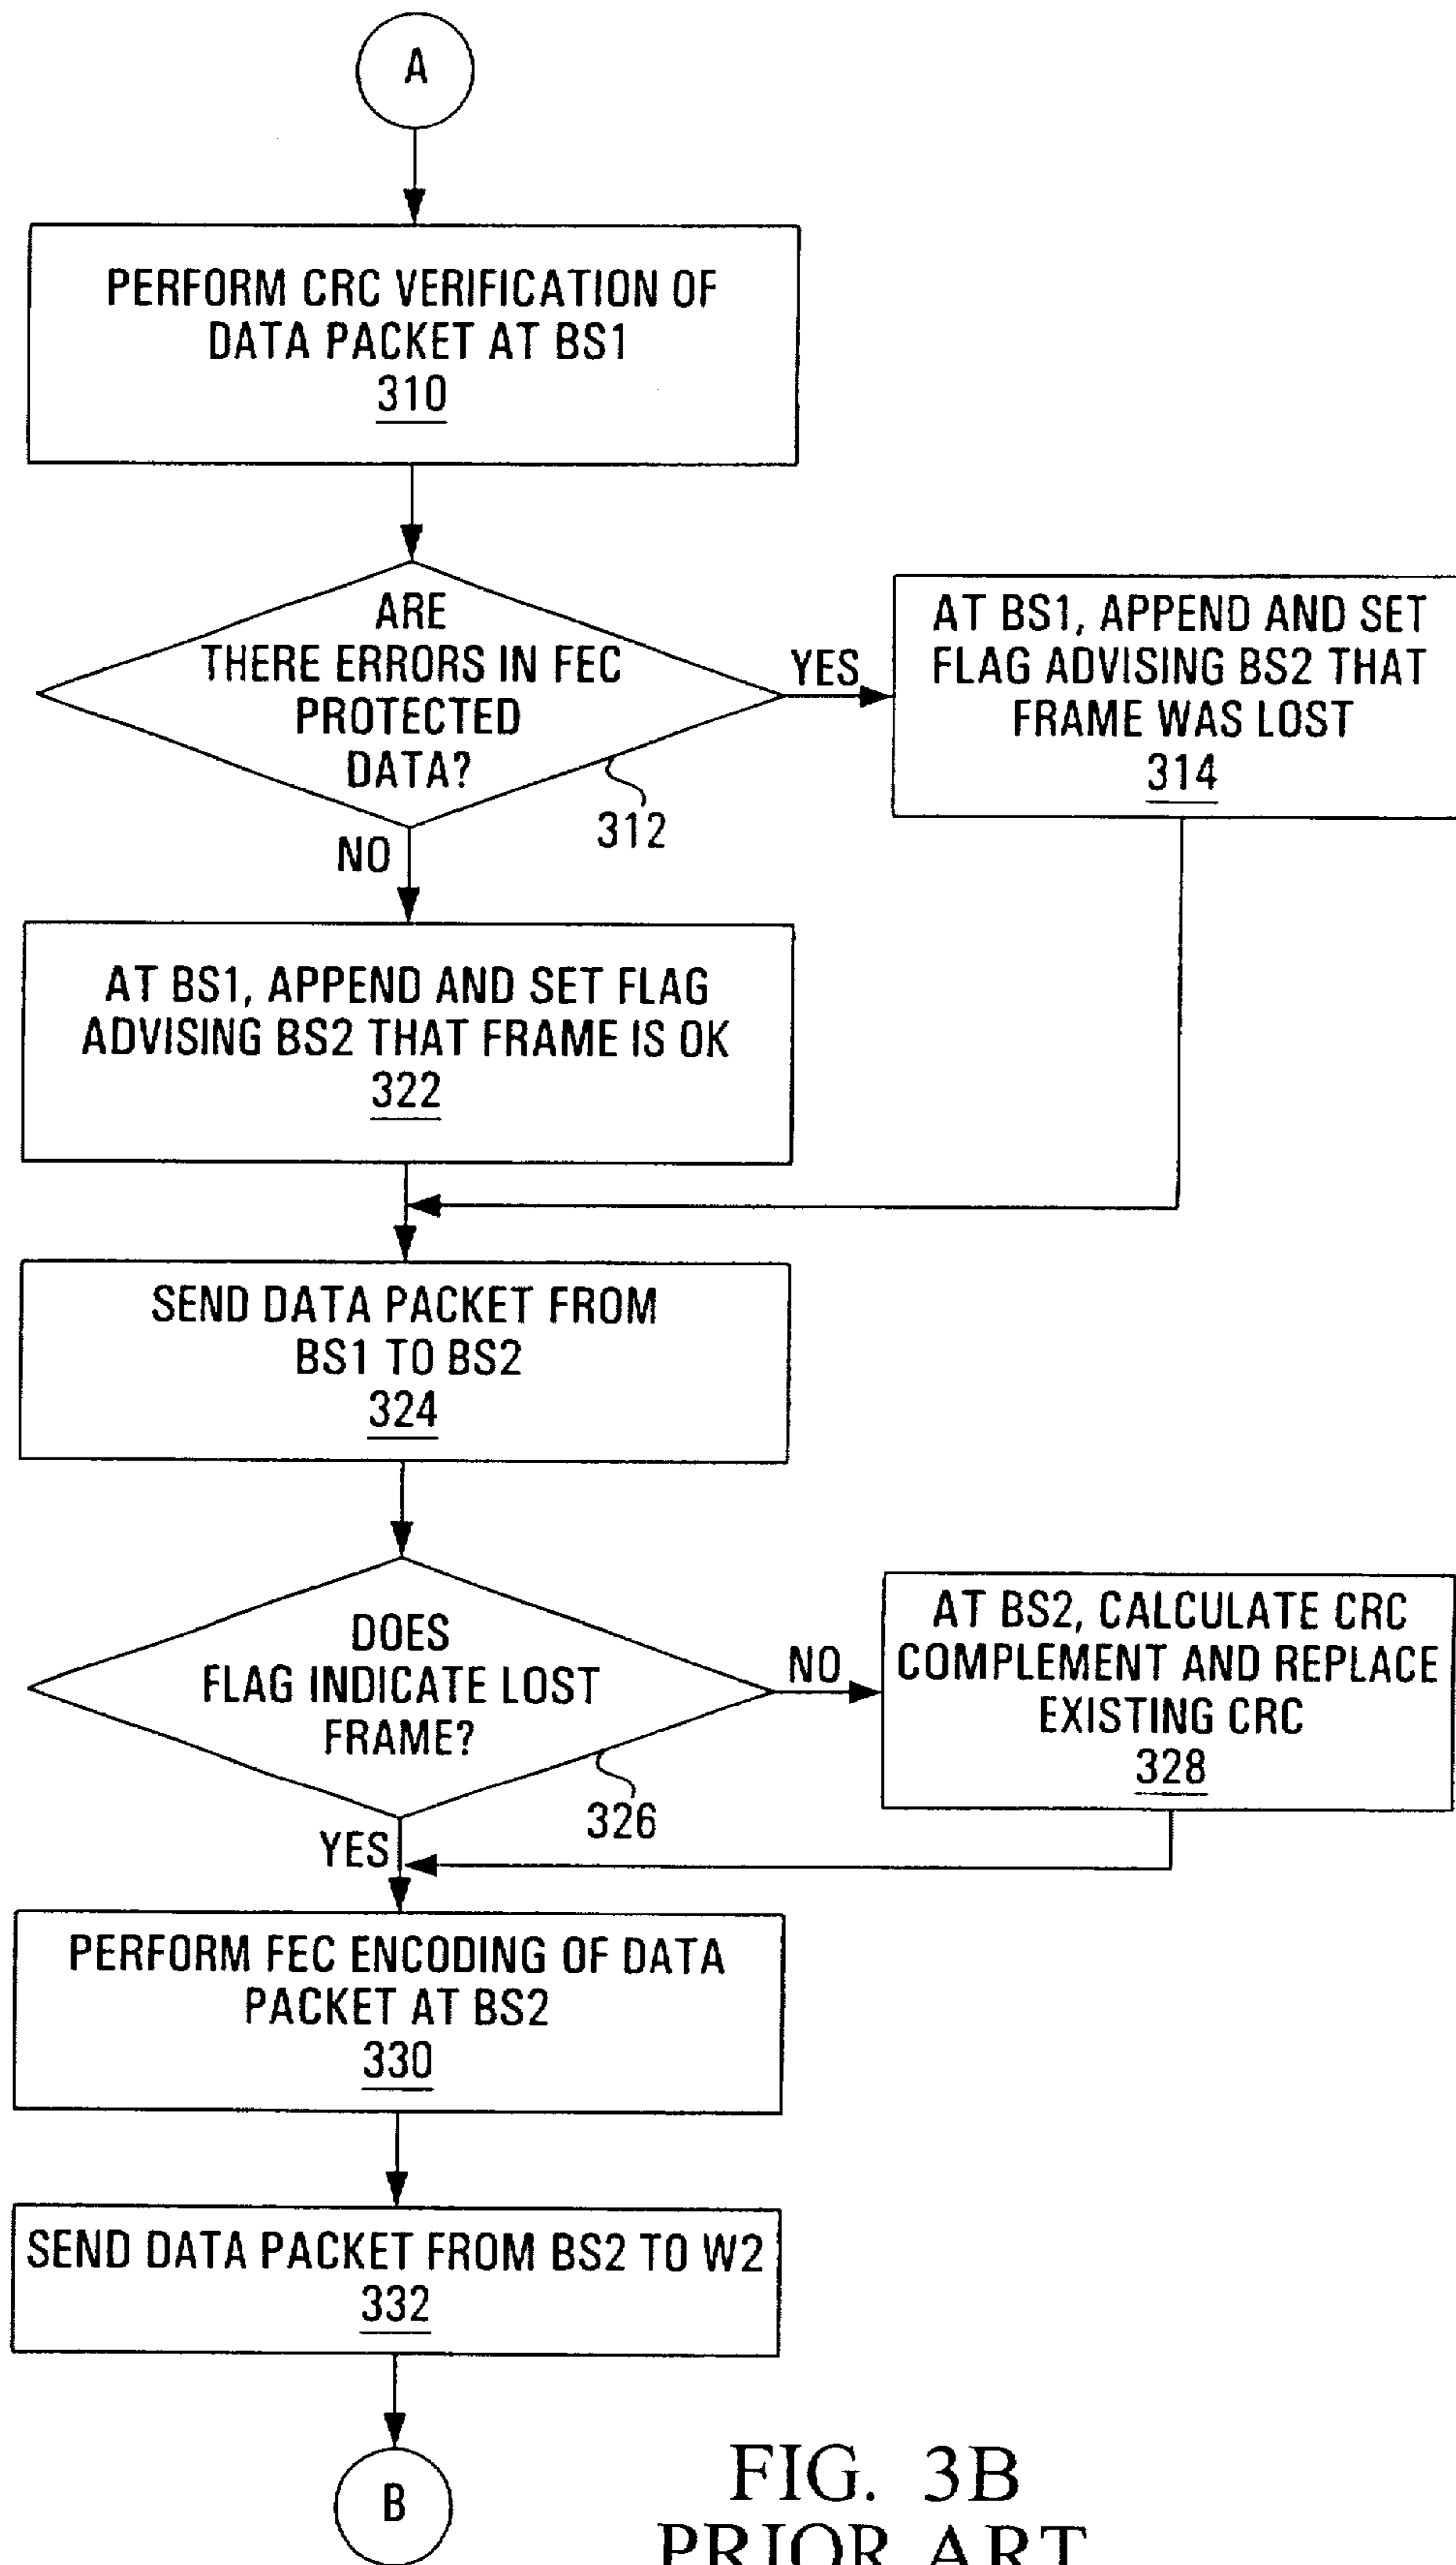 A
PERFORM CRC VERIFICATION OF
DATA PACKET AT BS1
310
ARE
THERE ERRORS IN FEC
PROTECTED
DATA?
312
YES
AT BS1, APPEND AND SET
FLAG ADVISING BS2 THAT
FRAME WAS LOST
314
NO
AT BS1, APPEND AND SET FLAG
ADVISING BS2 THAT FRAME IS OK
322
SEND DATA PACKET FROM
BS1 TO BS2
324
DOES
FLAG INDICATE LOST
FRAME?
326
NO
AT BS2, CALCULATE CRC
COMPLEMENT AND REPLACE
EXISTING CRC
328
YES
PERFORM FEC ENCODING OF DATA
PACKET AT BS2
330
SEND DATA PACKET FROM BS2 TO W2
332
B
FIG. 3B
PRIOR ART